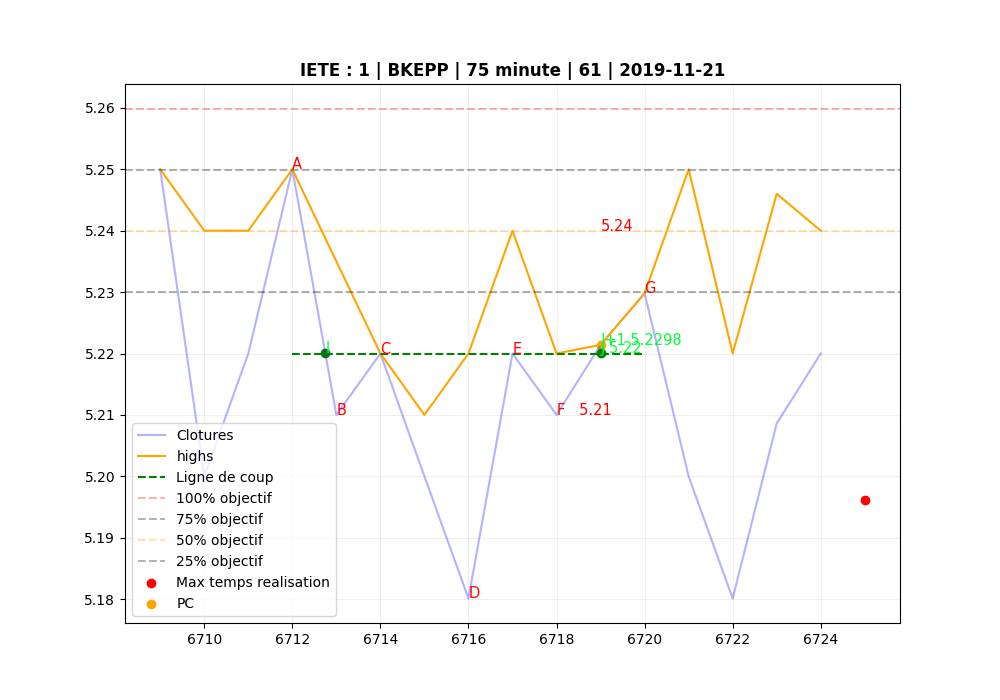 IETE : 1 | BKEPP | 75 minute | 61 | 2019-11-21
5.26
5.25
5.24
5.23
5.22
5.21
5.20
5.19
5.18
A
5.24
G
J+1 5.2298
5.22
J
C
E
B
F 5.21
D
Clotures
highs
Ligne de coup
100% objectif
75% objectif
50% objectif
25% objectif
Max temps realisation
PC
6710 6712 6714 6716 6718 6720 6722 6724